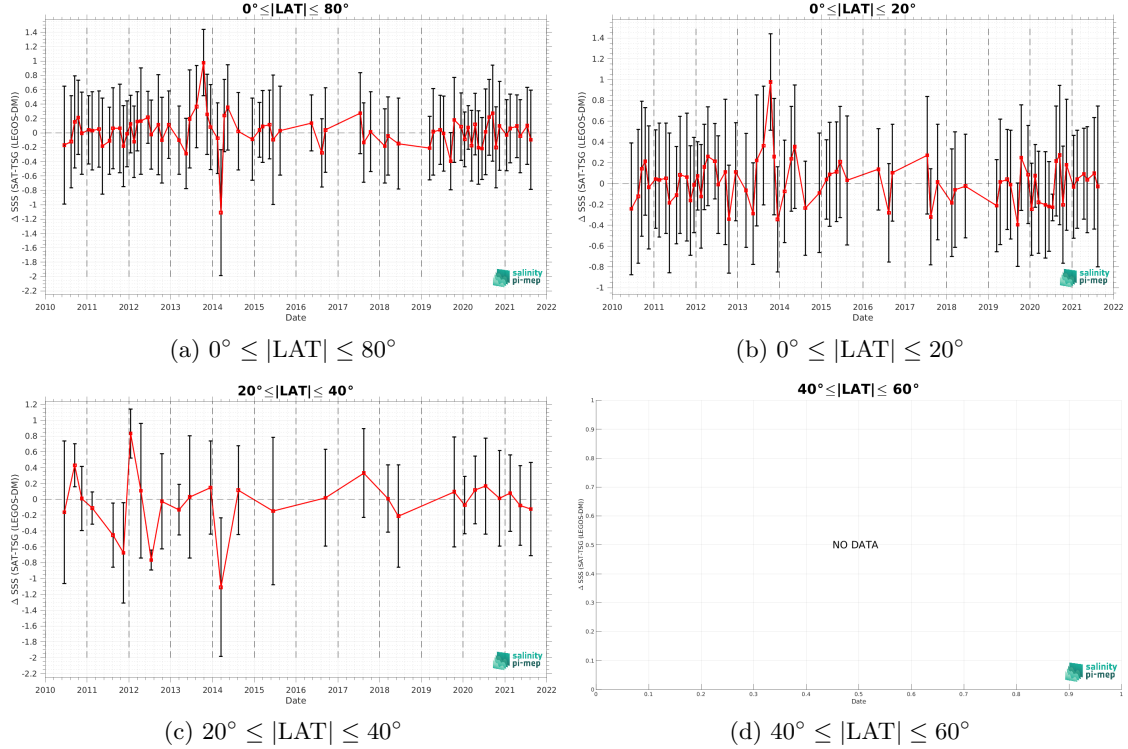 0°≤|LAT|≤ 80°
1.4
1.2
1
0.8
0.6
0.4
0.2
0
-0.2
-0.4
-0.6
-0.8
-1
-1.2
-1.4
-1.6
-1.8
-2
-2.2
Δ SSS (SAT-TSG (LEGOS-DM))
2010 2011 2012 2013 2014 2015 2016 2017 2018 2019 2020 2021 2022
Date
salinity
pi-mep
(a) 0° ≤ |LAT| ≤ 80°
0°≤|LAT|≤ 20°
1.4
1.2
1
0.8
0.6
0.4
0.2
0
-0.2
-0.4
-0.6
-0.8
-1
Δ SSS (SAT-TSG (LEGOS-DM))
2010 2011 2012 2013 2014 2015 2016 2017 2018 2019 2020 2021 2022
Date
salinity
pi-mep
(b) 0° ≤ |LAT| ≤ 20°
20°≤|LAT|≤ 40°
1.2
1
0.8
0.6
0.4
0.2
0
-0.2
-0.4
-0.6
-0.8
-1
-1.2
-1.4
-1.6
-1.8
-2
-2.2
Δ SSS (SAT-TSG (LEGOS-DM))
2010 2011 2012 2013 2014 2015 2016 2017 2018 2019 2020 2021 2022
Date
salinity
pi-mep
(c) 20° ≤ |LAT| ≤ 40°
40°≤|LAT|≤ 60°
1
0.9
0.8
0.7
0.6
0.5
0.4
0.3
0.2
0.1
0
Δ SSS (SAT-TSG (LEGOS-DM))
NO DATA
0 0.1 0.2 0.3 0.4 0.5 0.6 0.7 0.8 0.9 1
Date
salinity
pi-mep
(d) 40° ≤ |LAT| ≤ 60°